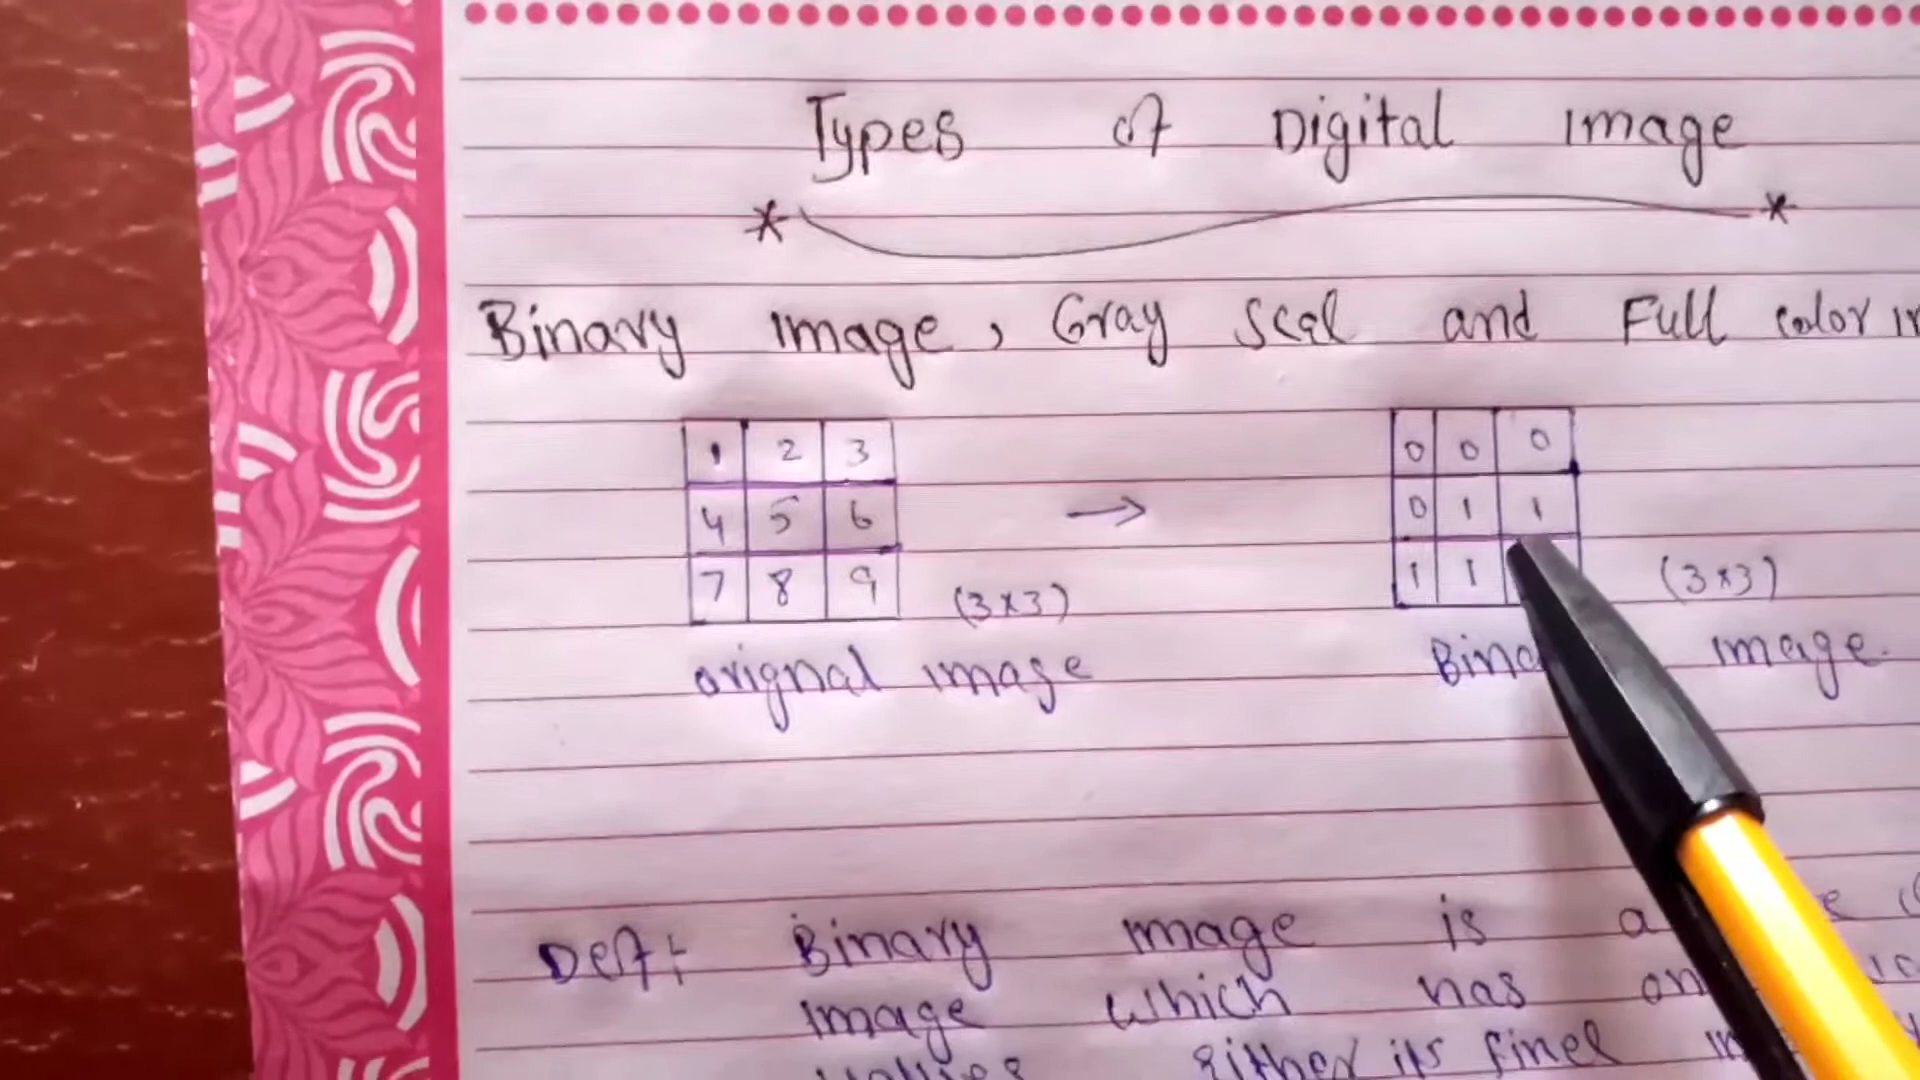 Types of Digital Image
Binary Image, Gray Scal and Full color
1 2 3
4 5 6
7 8 9 (3x3)
→
0 0 0
0 1 1
1 1 (3x3)
orignal image
Image.
Def: Binary Image is a
Image which has
Either